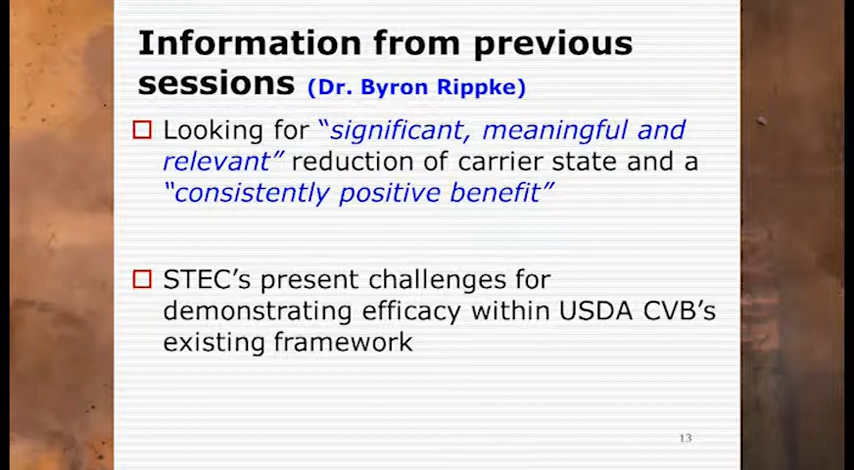 Information from previous
sessions (Dr. Byron Rippke)
Looking for “significant, meaningful and
relevant” reduction of carrier state and a
“consistently positive benefit”
STEC’s present challenges for
demonstrating efficacy within USDA CVB’s
existing framework
13